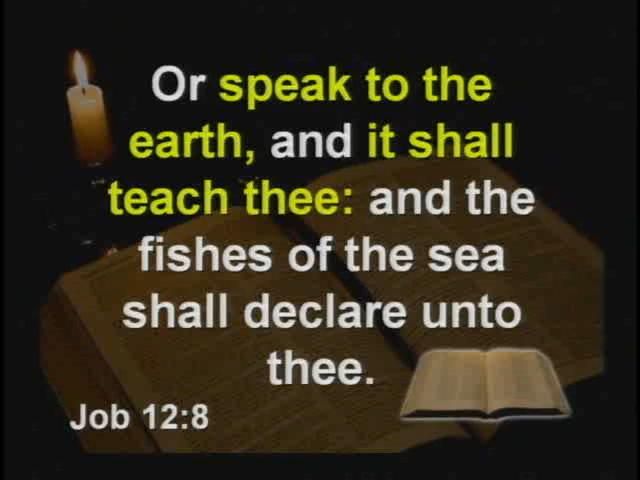 Or speak to the
earth, and it shall
teach thee: and the
fishes of the sea
shall declare unto
thee.
Job 12:8